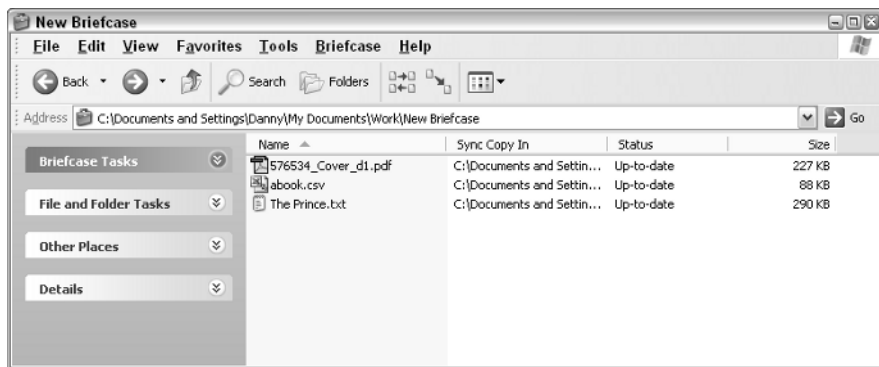 New Briefcase
File Edit View Favorites Tools Briefcase Help
Back Search Folders
Address C:\Documents and Settings\Danny\My Documents\Work\New Briefcase Go
Name Sync Copy In Status Size
Briefcase Tasks
576534_Cover_d1.pdf C:\Documents and Settin... Up-to-date 227 KB
abook.csv C:\Documents and Settin... Up-to-date 88 KB
The Prince.txt C:\Documents and Settin... Up-to-date 290 KB
File and Folder Tasks
Other Places
Details